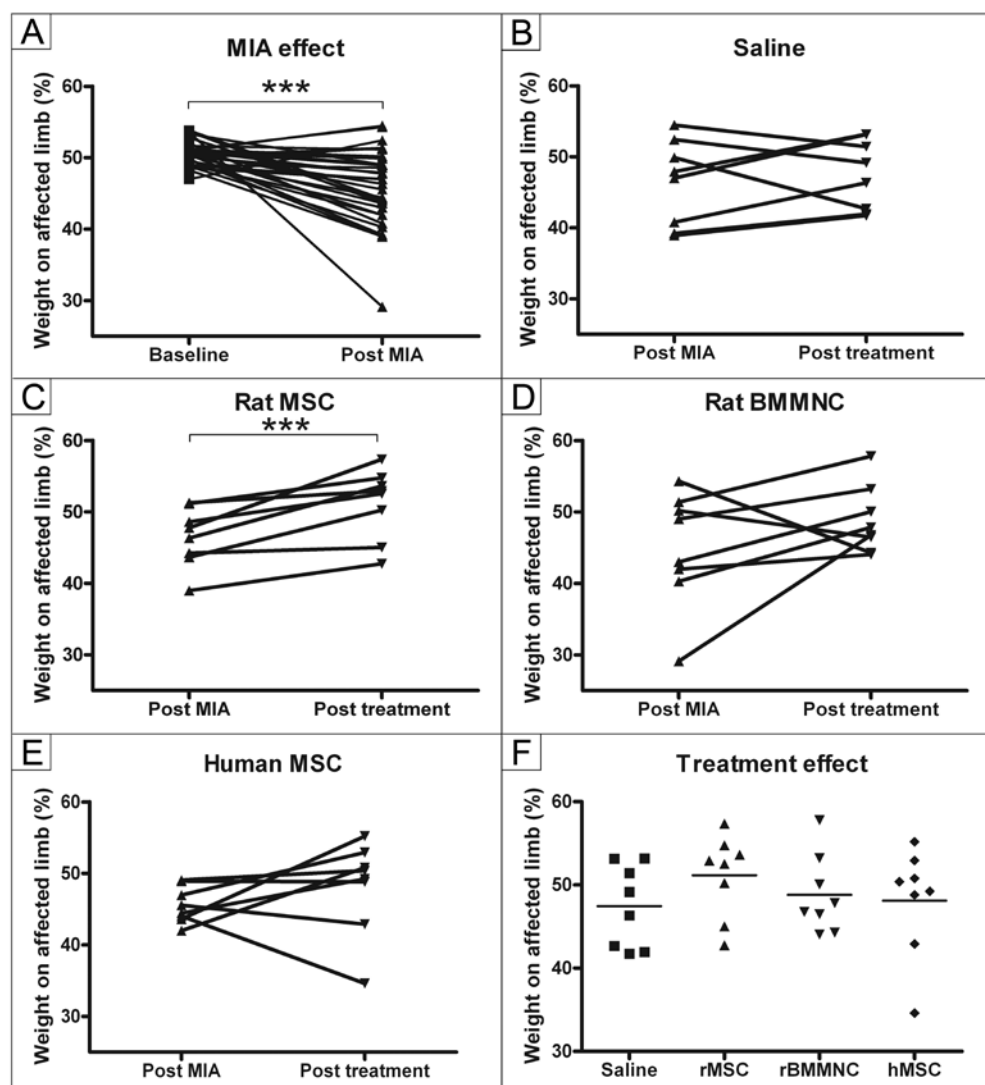 A
MIA effect
***
Weight on affected limb (%)
60
50
40
30
Baseline
Post MIA
B
Saline
Weight on affected limb (%)
60
50
40
30
Post MIA
Post treatment
C
Rat MSC
***
Weight on affected limb (%)
60
50
40
30
Post MIA
Post treatment
D
Rat BMMNC
Weight on affected limb (%)
60
50
40
30
Post MIA
Post treatment
E
Human MSC
Weight on affected limb (%)
60
50
40
30
Post MIA
Post treatment
F
Treatment effect
Weight on affected limb (%)
60
50
40
30
Saline
rMSC
rBMMNC
hMSC